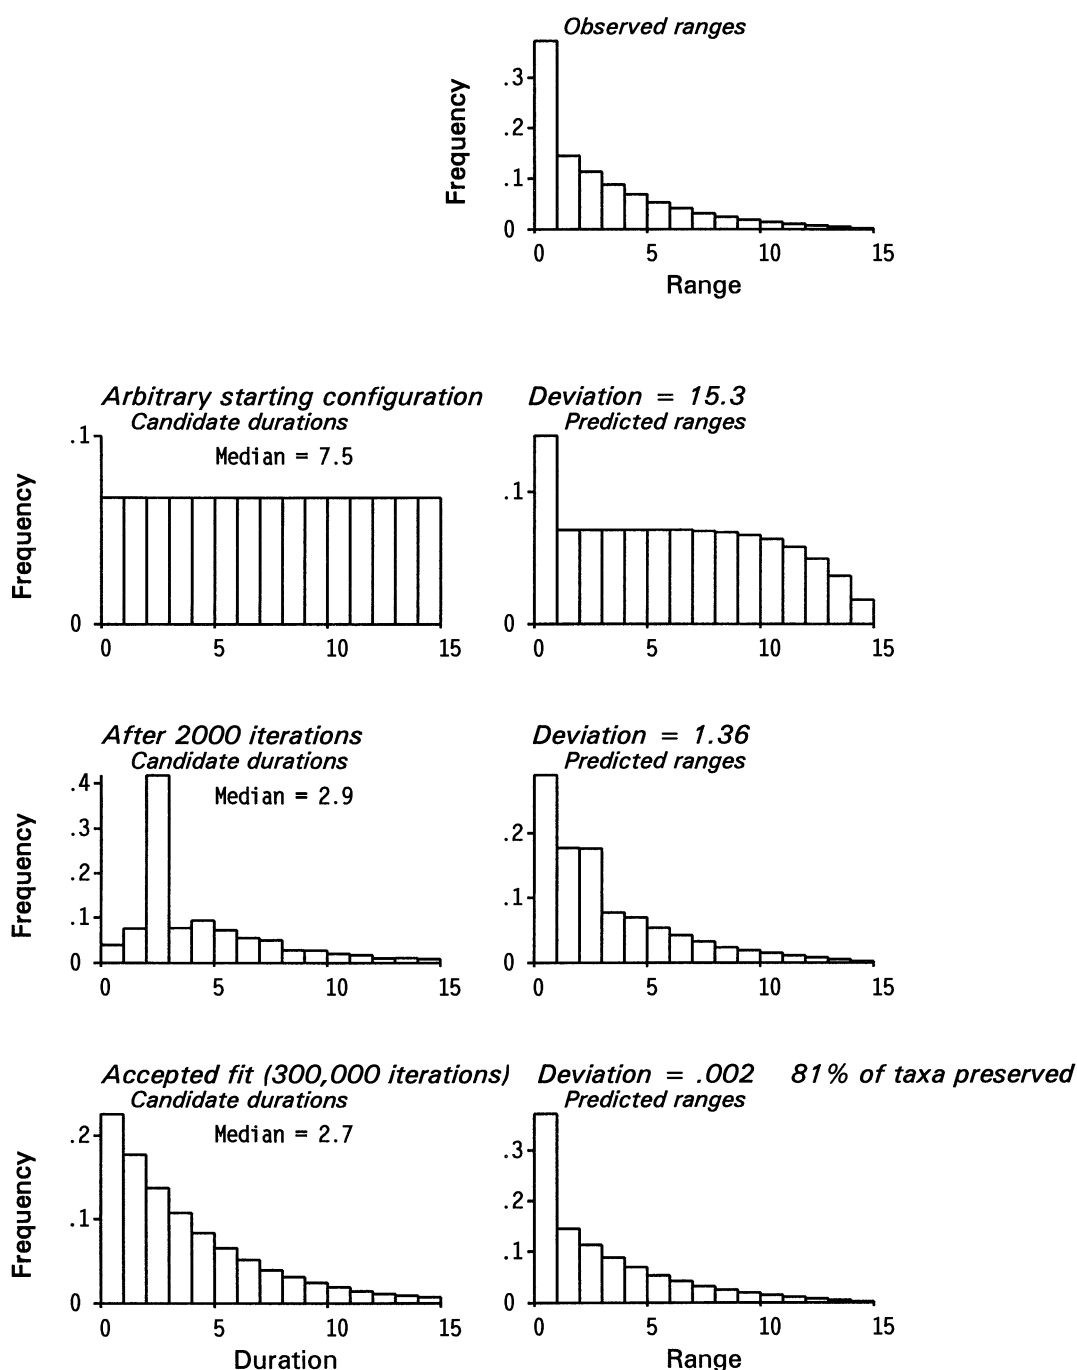 Observed ranges
Frequency
.3
.2
.1
0
0 5 10 15
Range
Arbitrary starting configuration
Candidate durations
Median = 7.5
Frequency
.1
0
0 5 10 15
Deviation = 15.3
Predicted ranges
.1
0
0 5 10 15
After 2000 iterations
Candidate durations
Median = 2.9
Frequency
.4
.3
.2
.1
0
0 5 10 15
Deviation = 1.36
Predicted ranges
.2
.1
0
0 5 10 15
Accepted fit (300,000 iterations)
Candidate durations
Median = 2.7
Frequency
.2
.1
0
0 5 10 15
Duration
Deviation = .002 81% of taxa preserved
Predicted ranges
.3
.2
.1
0
0 5 10 15
Range